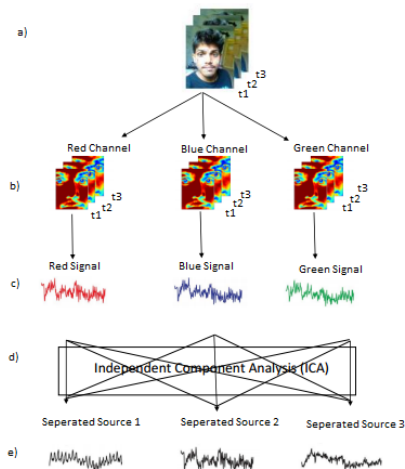 a)
t3
t2
t1
Red Channel
Blue Channel
Green Channel
b)
t3
t2
t1
t3
t2
t1
t3
t2
t1
Red Signal
Blue Signal
Green Signal
c)
d)
Independent Component Analysis (ICA)
Seperated Source 1
Seperated Source 2
Seperated Source 3
e)